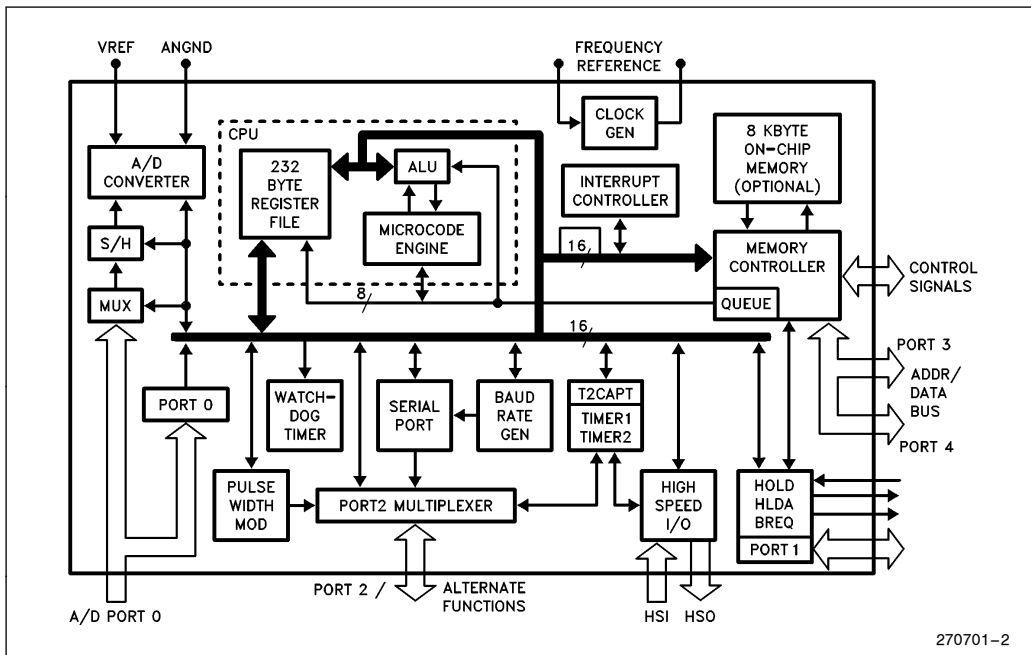 VREF
ANGND
FREQUENCY
REFERENCE
CPU
CLOCK
GEN
8 KBYTE
ON-CHIP
MEMORY
(OPTIONAL)
A/D
CONVERTER
232
BYTE
REGISTER
FILE
ALU
INTERRUPT
CONTROLLER
MICROCODE
ENGINE
S/H
MEMORY
CONTROLLER
16
CONTROL
SIGNALS
MUX
8
QUEUE
16
PORT 3
ADDR/
DATA
BUS
PORT 4
PORT 0
WATCH-
DOG
TIMER
SERIAL
PORT
BAUD
RATE
GEN
T2CAPT
TIMER1
TIMER2
PULSE
WIDTH
MOD
PORT2 MULTIPLEXER
HIGH
SPEED
I/O
HOLD
HLDA
BREQ
PORT 1
A/D PORT 0
PORT 2 /
ALTERNATE
FUNCTIONS
HSI
HSO
270701-2